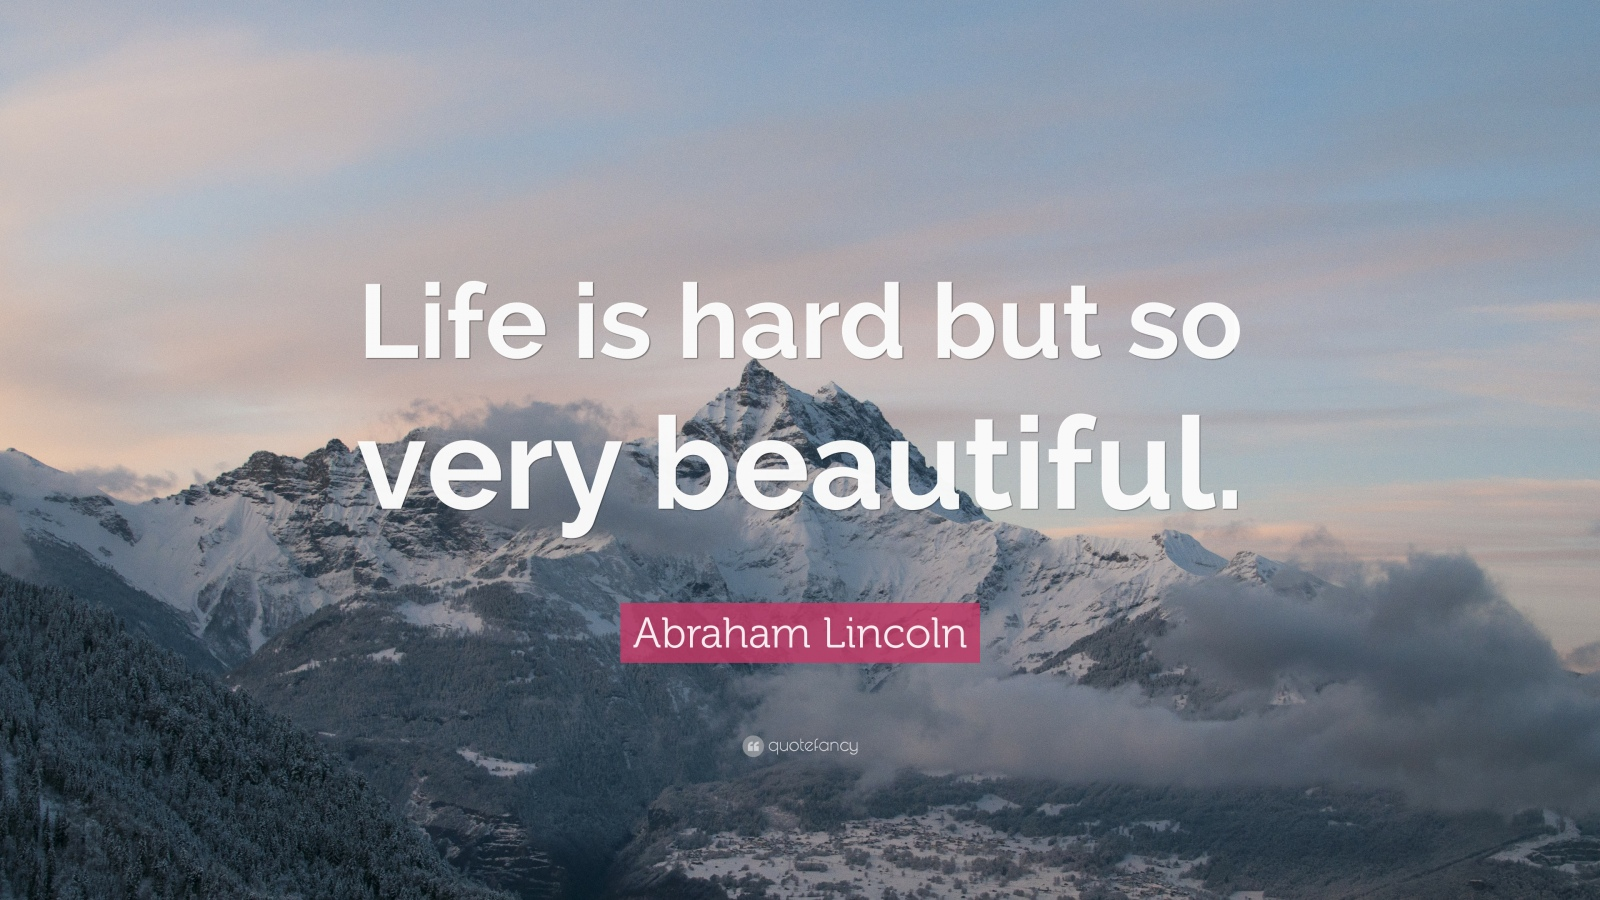 Life is hard but so
very beautiful.
Abraham Lincoln
quotefancy